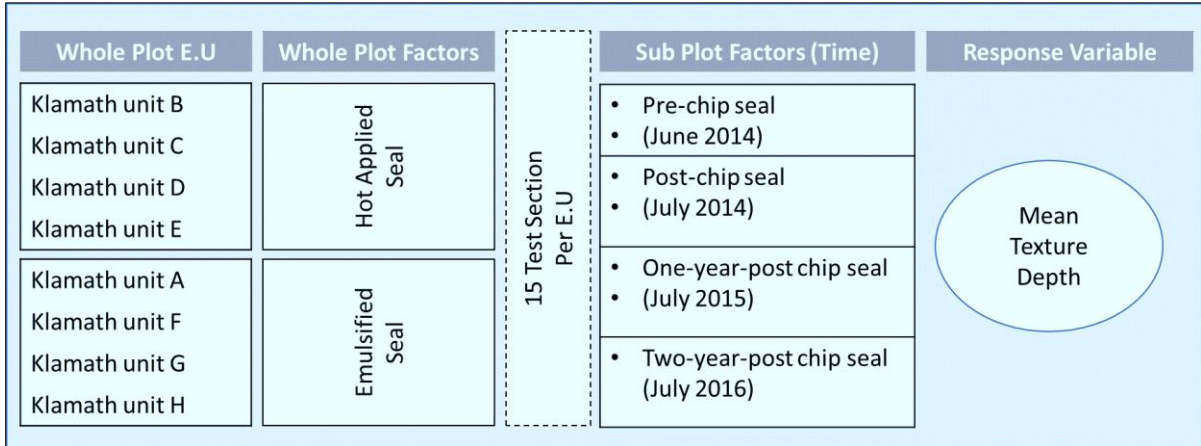 Whole Plot E.U
Whole Plot Factors
Sub Plot Factors (Time)
Response Variable
Klamath unit B
Klamath unit C
Klamath unit D
Klamath unit E
Hot Applied
Seal
Klamath unit A
Klamath unit F
Klamath unit G
Klamath unit H
Emulsified
Seal
15 Test Section
Per E.U
• Pre-chip seal
• (June 2014)
• Post-chip seal
• (July 2014)
• One-year-post chip seal
• (July 2015)
• Two-year-post chip seal
(July 2016)
Mean
Texture
Depth